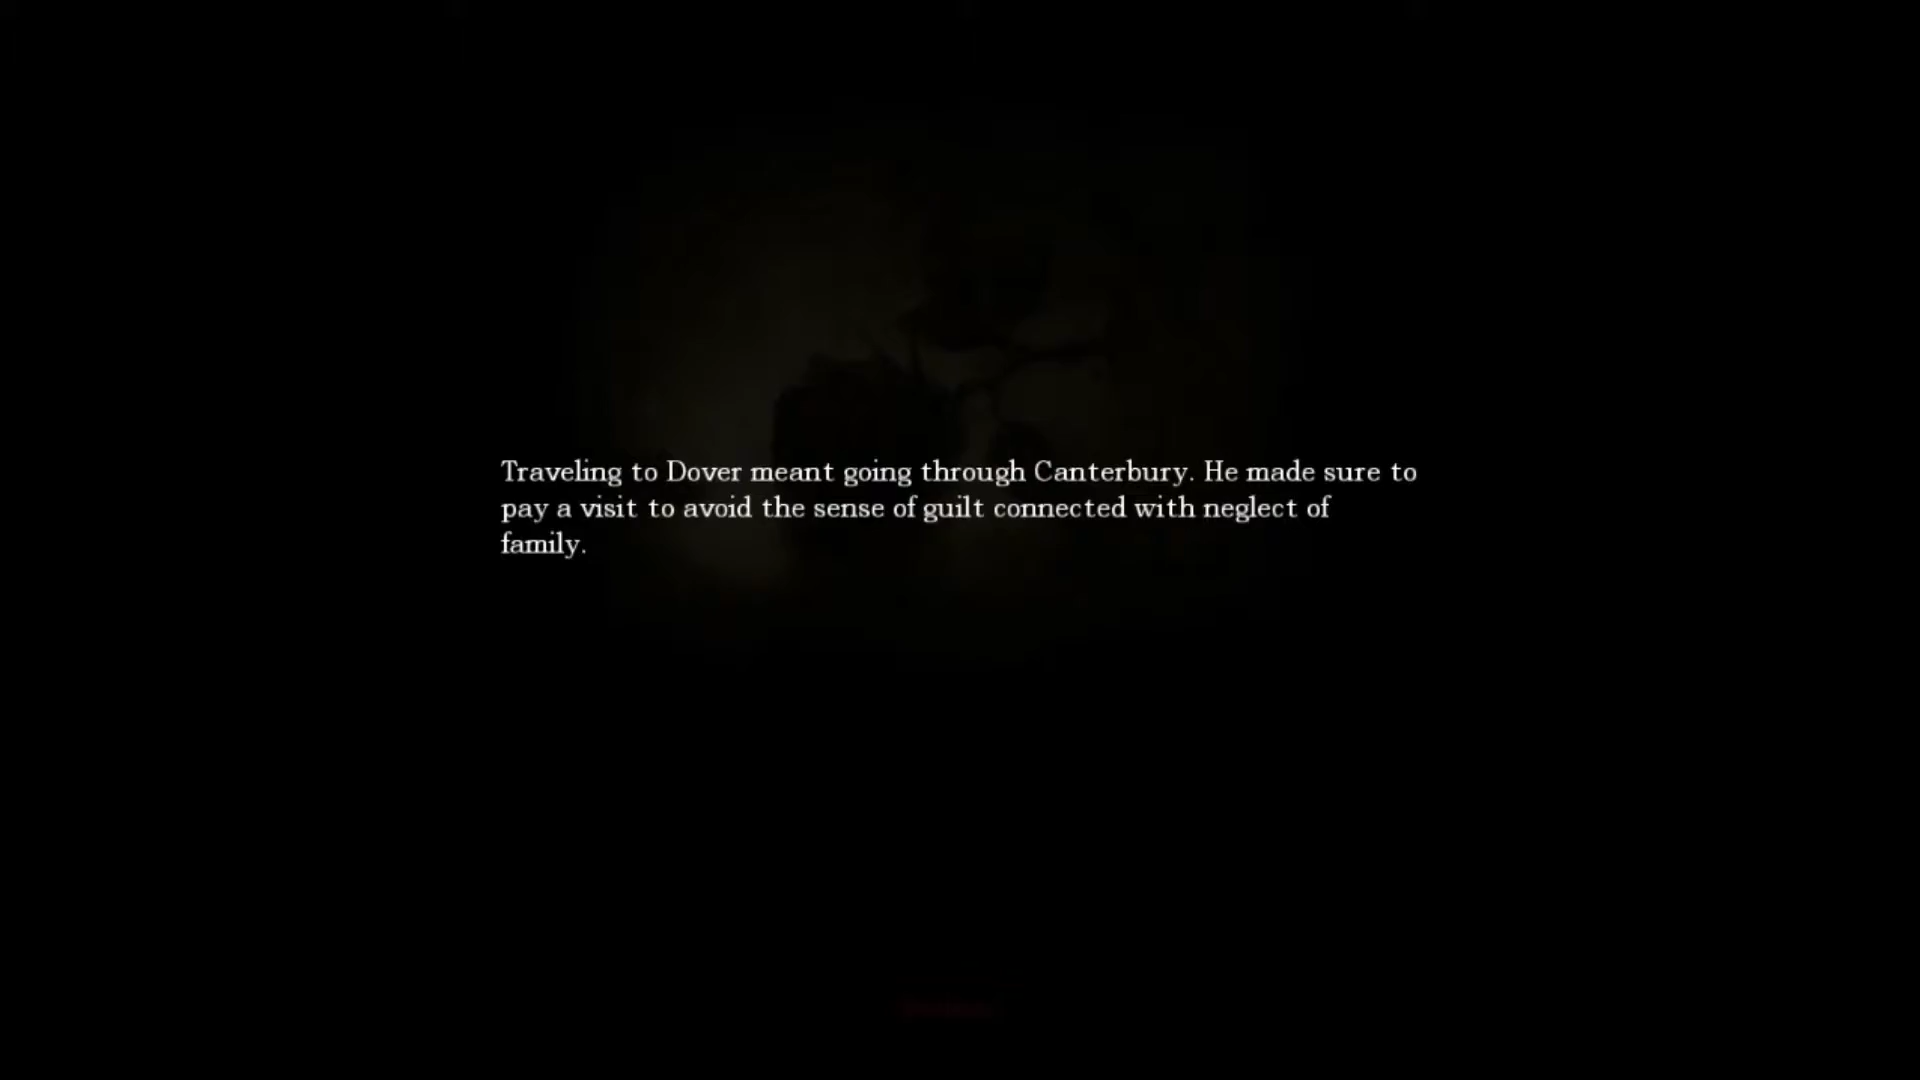 Traveling to Dover meant going through Canterbury. He made sure to
pay a visit to avoid the sense of guilt connected with neglect of
family.